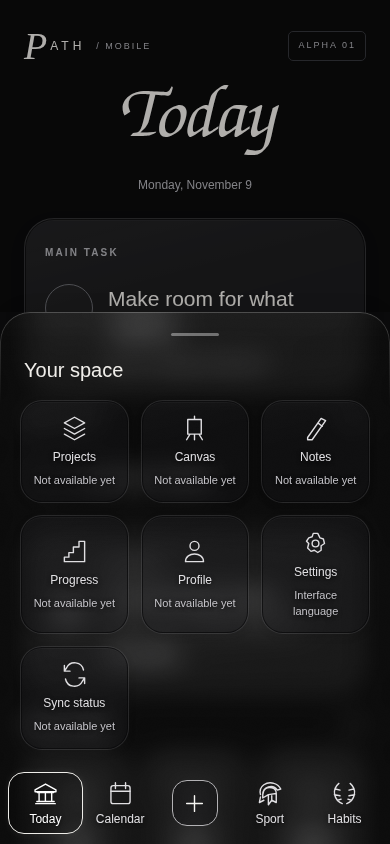 PATH / MOBILE
ALPHA 01
Today
Monday, November 9
MAIN TASK
Make room for what
Your space
Projects
Not available yet
Canvas
Not available yet
Notes
Not available yet
Progress
Not available yet
Profile
Not available yet
Settings
Interface
language
Sync status
Not available yet
Today
Calendar
Sport
Habits